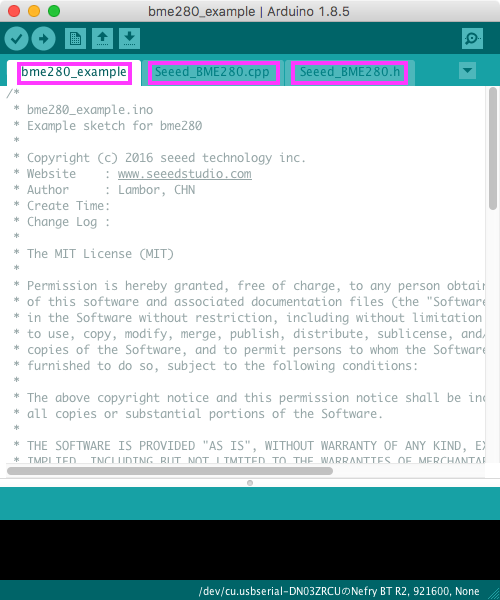 bme280_example | Arduino 1.8.5
bme280_example Seeed_BME280.cpp Seeed_BME280.h
/*
* bme280_example.ino
* Example sketch for bme280
*
* Copyright (c) 2016 seeed technology inc.
* Website : www.seeedstudio.com
* Author : Lambor, CHN
* Create Time:
* Change Log :
*
* The MIT License (MIT)
*
* Permission is hereby granted, free of charge, to any person obtain
* of this software and associated documentation files (the "Software
* in the Software without restriction, including without limitation
* to use, copy, modify, merge, publish, distribute, sublicense, and/
* copies of the Software, and to permit persons to whom the Software
* furnished to do so, subject to the following conditions:
*
* The above copyright notice and this permission notice shall be inc
* all copies or substantial portions of the Software.
*
* THE SOFTWARE IS PROVIDED "AS IS", WITHOUT WARRANTY OF ANY KIND, EX
* IMPLIED, INCLUDING BUT NOT LIMITED TO THE WARRANTIES OF MERCHANTAB
/dev/cu.usbserial-DN03ZRCUのNefry BT R2, 921600, None